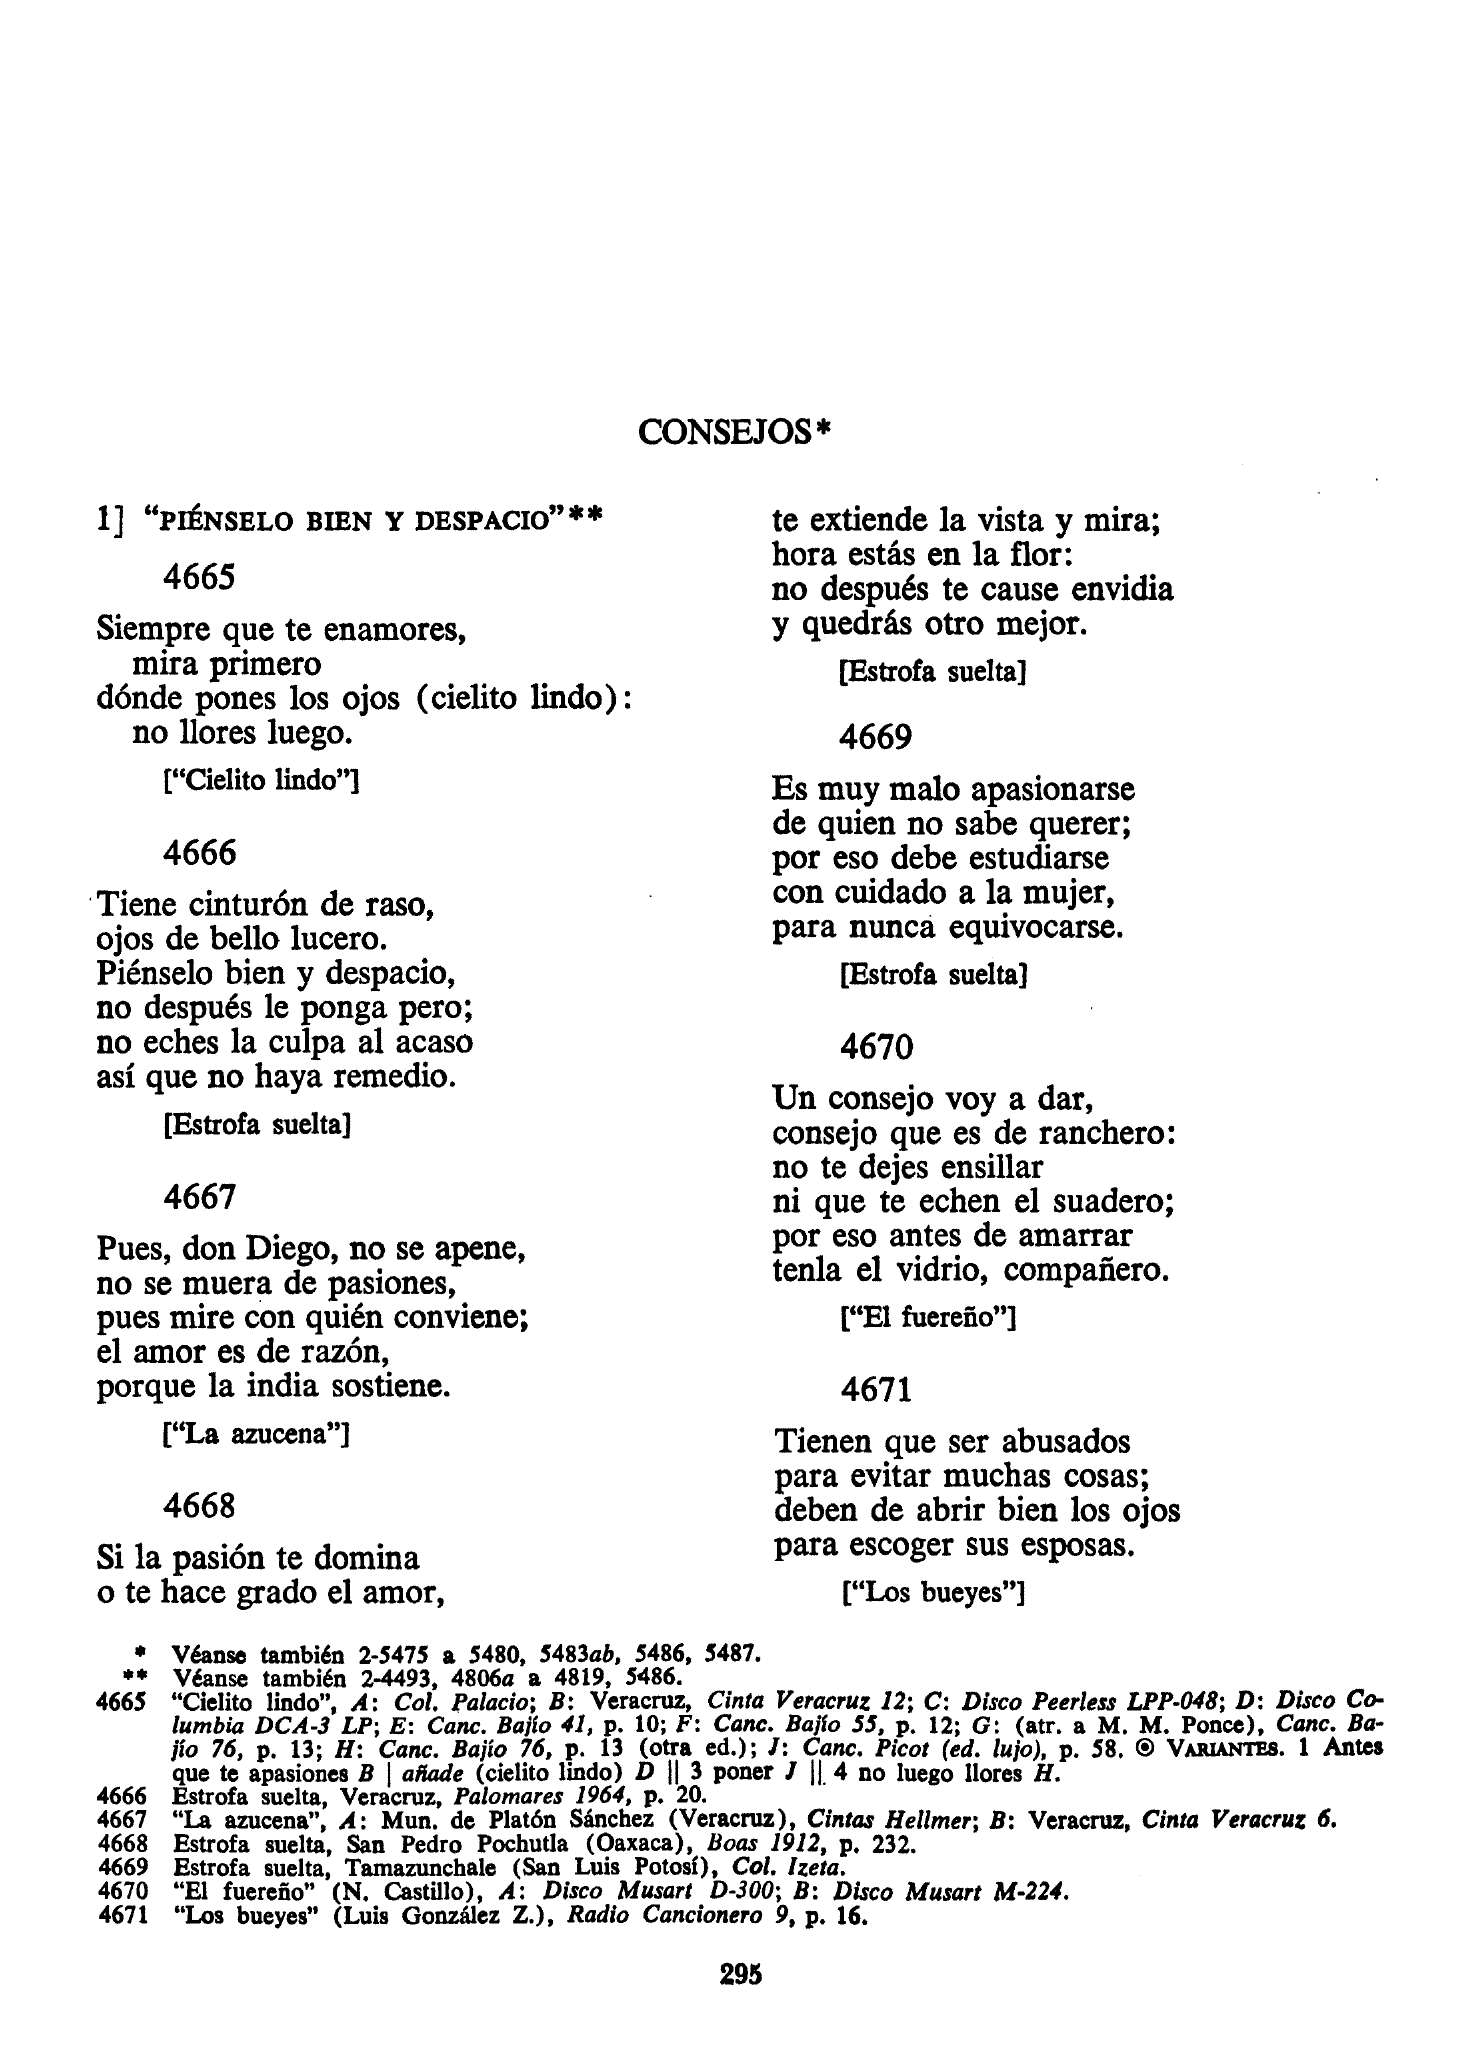 CONSEJOS*
1] “PIÉNSELO BIEN Y DESPACIO”**
4665
Siempre que te enamores,
mira primero
dónde pones los ojos (cielito lindo):
no llores luego.
[“Cielito lindo”]
4666
Tiene cinturón de raso,
ojos de bello lucero.
Piénselo bien y despacio,
no después le ponga pero;
no eches la culpa al acaso
así que no haya remedio.
[Estrofa suelta]
4667
Pues, don Diego, no se apene,
no se muera de pasiones,
pues mire con quién conviene;
el amor es de razón,
porque la india sostiene.
[“La azucena”]
4668
Si la pasión te domina
o te hace grado el amor,
te extiende la vista y mira;
hora estás en la flor:
no después te cause envidia
y quedrás otro mejor.
[Estrofa suelta]
4669
Es muy malo apasionarse
de quien no sabe querer;
por eso debe estudiarse
con cuidado a la mujer,
para nunca equivocarse.
[Estrofa suelta]
4670
Un consejo voy a dar,
consejo que es de ranchero:
no te dejes ensillar
ni que te echen el suadero;
por eso antes de amarrar
tenla el vidrio, compañero.
[“El fuereño”]
4671
Tienen que ser abusados
para evitar muchas cosas;
deben de abrir bien los ojos
para escoger sus esposas.
[“Los bueyes”]
* Véanse también 2-5475 a 5480, 5483ab, 5486, 5487.
** Véanse también 2-4493, 4806a a 4819, 5486.
4665 “Cielito lindo”, A: Col. Palacio; B: Veracruz, Cinta Veracruz 12; C: Disco Peerless LPP-048; D: Disco Co-
lumbia DCA-3 LP; E: Canc. Bajío 41, p. 10; F: Canc. Bajío 55, p. 12; G: (atr. a M. M. Ponce), Canc. Ba-
jío 76, p. 13; H: Canc. Bajío 76, p. 13 (otra ed.); J: Canc. Picot (ed. lujo), p. 58. ® VARIANTES. 1 Antes
que te apasiones B | añade (cielito lindo) D || 3 poner J || 4 no luego llores H.
4666 Estrofa suelta, Veracruz, Palomares 1964, p. 20.
4667 “La azucena”, A: Mun. de Platón Sánchez (Veracruz), Cintas Hellmer; B: Veracruz, Cinta Veracruz 6.
4668 Estrofa suelta, San Pedro Pochutla (Oaxaca), Boas 1912, p. 232.
4669 Estrofa suelta, Tamazunchale (San Luis Potosí), Col. Izeta.
4670 “El fuereño” (N. Castillo), A: Disco Musart D-300; B: Disco Musart M-224.
4671 “Los bueyes” (Luis González Z.), Radio Cancionero 9, p. 16.
295